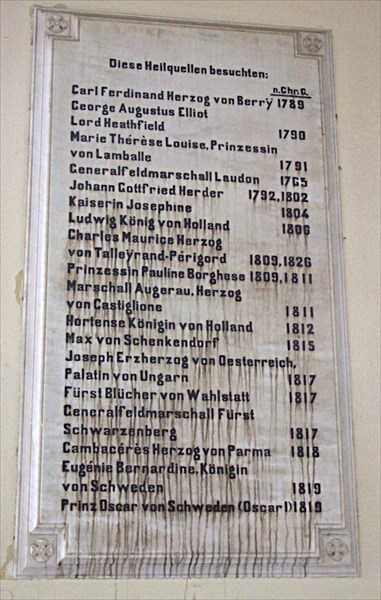 Diese Heilquellen besuchten:
n.Chr.G.
Carl Ferdinand Herzog von Berry 1789
George Augustus Elliot
Lord Heathfield 1790
Marie Thérèse Louise, Prinzessin
von Lamballe 1791
Generalfeldmarschall Laudon 1765
Johann Gottfried Herder 1792,1802
Kaiserin Josephine 1804
Ludwig König von Holland 1806
Charles Maurice Herzog
von Talleyrand-Périgord 1809,1826
Prinzessin Pauline Borghese 1809,1811
Marschall Augerau, Herzog
von Castiglione 1811
Hortense Königin von Holland 1812
Max von Schenkendorf 1815
Joseph Erzherzog von Oesterreich,
Palatin von Ungarn 1817
Fürst Blücher von Wahlstatt 1817
Generalfeldmarschall Fürst
Schwarzenberg 1817
Cambacérès Herzog von Parma 1818
Eugénie Bernardine, Königin
von Schweden 1819
Prinz Oscar von Schweden (Oscar I) 1819